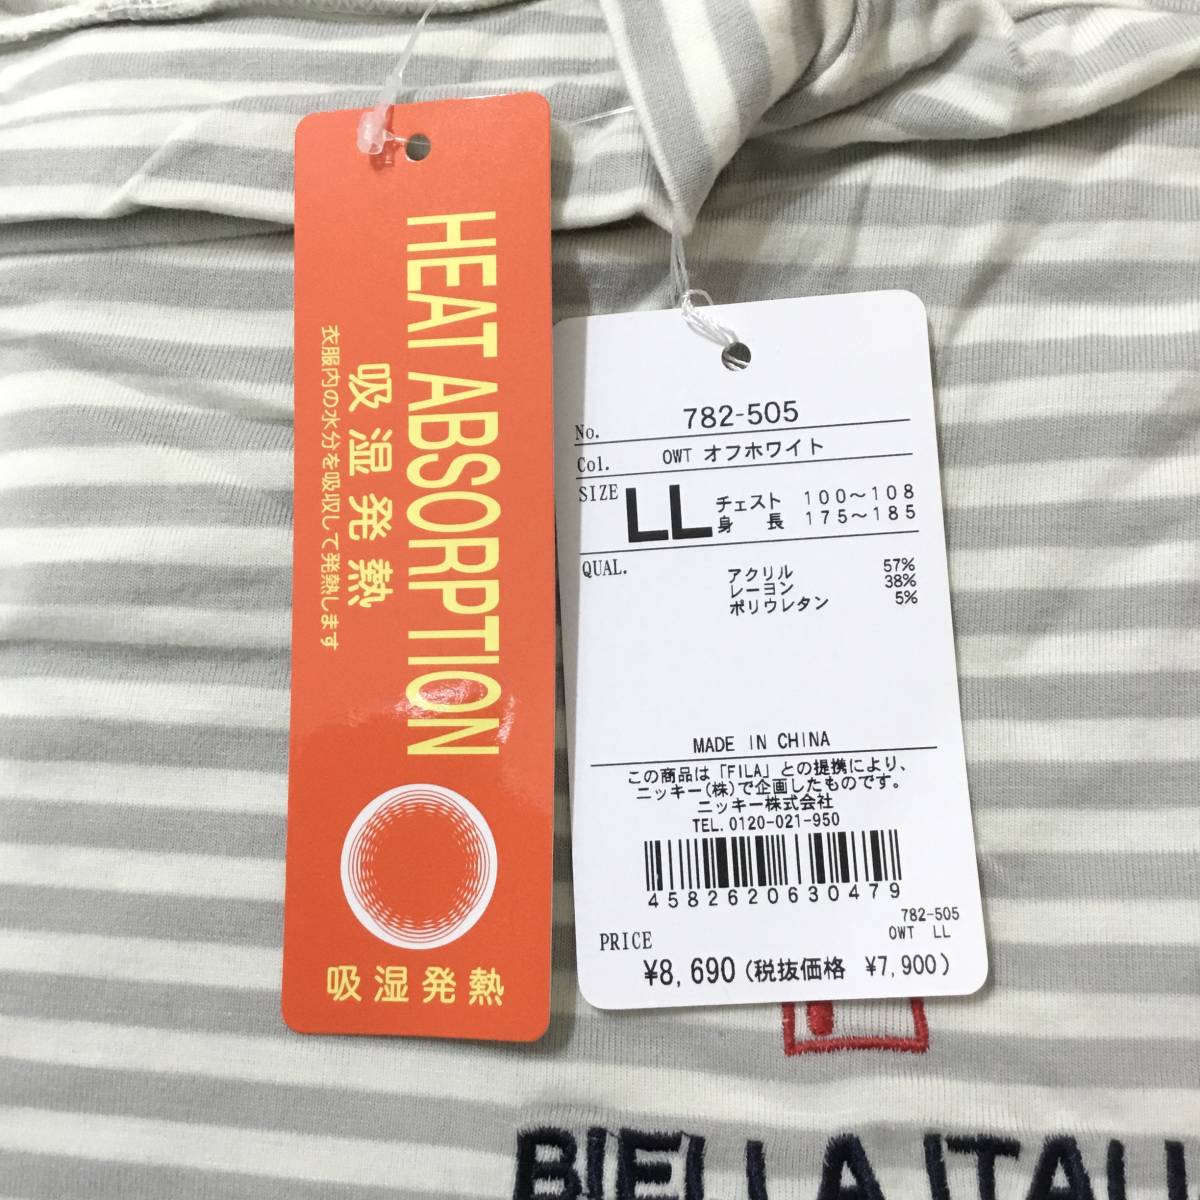 HEAT ABSORPTION
吸湿発熱
衣服内の水分を吸収して発熱します
吸湿発熱
No. 782-505
Col. OWT オフホワイト
SIZE LL チェスト 100～108
身 長 175～185
QUAL. アクリル 57%
レーヨン 38%
ポリウレタン 5%
MADE IN CHINA
この商品は「FILA」との提携により、
ニッキー(株)で企画したものです。
ニッキー株式会社
TEL.0120-021-950
4582620630479
782-505
OWT LL
PRICE
¥8,690(税抜価格 ¥7,900)
BIELLA ITALI